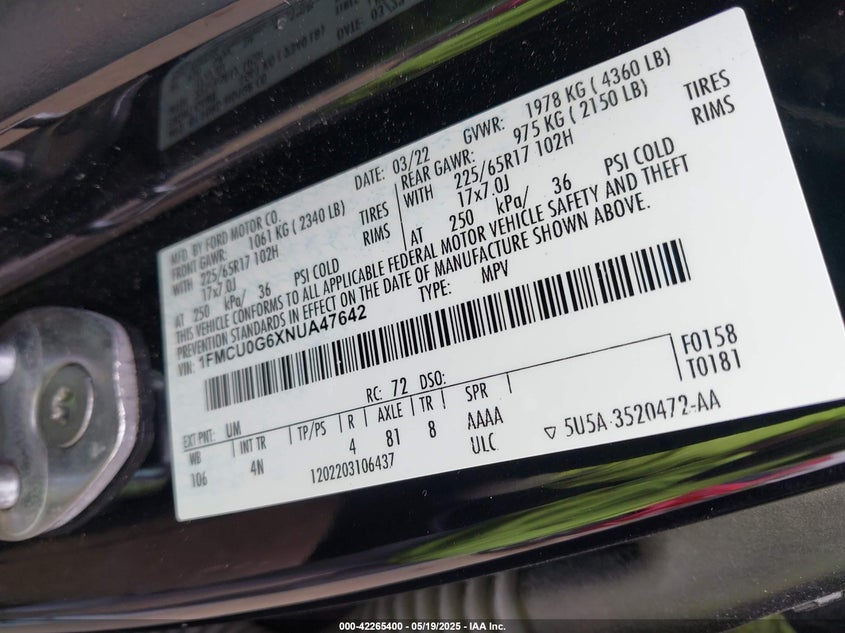 MFD. BY FORD MOTOR CO.
DATE: 03/22
GVWR: 1978 KG ( 4360 LB)
FRONT GAWR: 1061 KG ( 2340 LB)
REAR GAWR: 975 KG ( 2150 LB)
WITH 225/65R17 102H TIRES
WITH 225/65R17 102H TIRES
17x7.0J RIMS
17x7.0J RIMS
AT 250 kPa/ 36 PSI COLD
AT 250 kPa/ 36 PSI COLD
THIS VEHICLE CONFORMS TO ALL APPLICABLE FEDERAL MOTOR VEHICLE SAFETY AND THEFT
PREVENTION STANDARDS IN EFFECT ON THE DATE OF MANUFACTURE SHOWN ABOVE.
VIN: 1FMCU0G6XNUA47642
TYPE: MPV
F0158
T0181
EXT PNT: UM RC: 72 DSO:
WB INT TR TP/PS R AXLE TR SPR
106 4N 4 81 8 AAAA
ULC
1202203106437
▽ 5U5A-3520472-AA
000-42265400 - 05/19/2025 - IAA Inc.